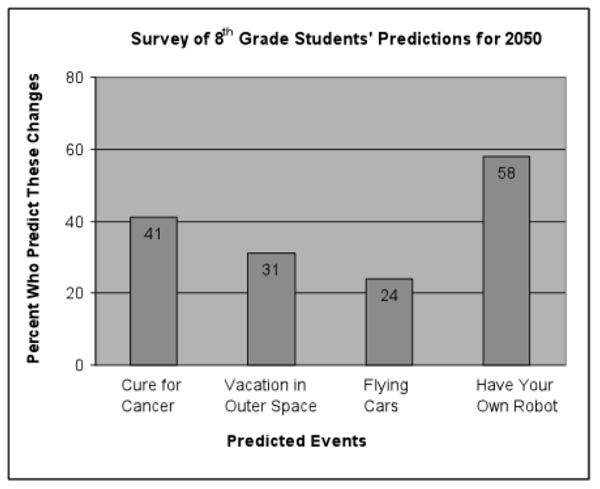 Survey of 8th Grade Students' Predictions for 2050
Percent Who Predict These Changes
80
60
40
20
0
41
31
24
58
Cure for
Cancer
Vacation in
Outer Space
Flying
Cars
Have Your
Own Robot
Predicted Events